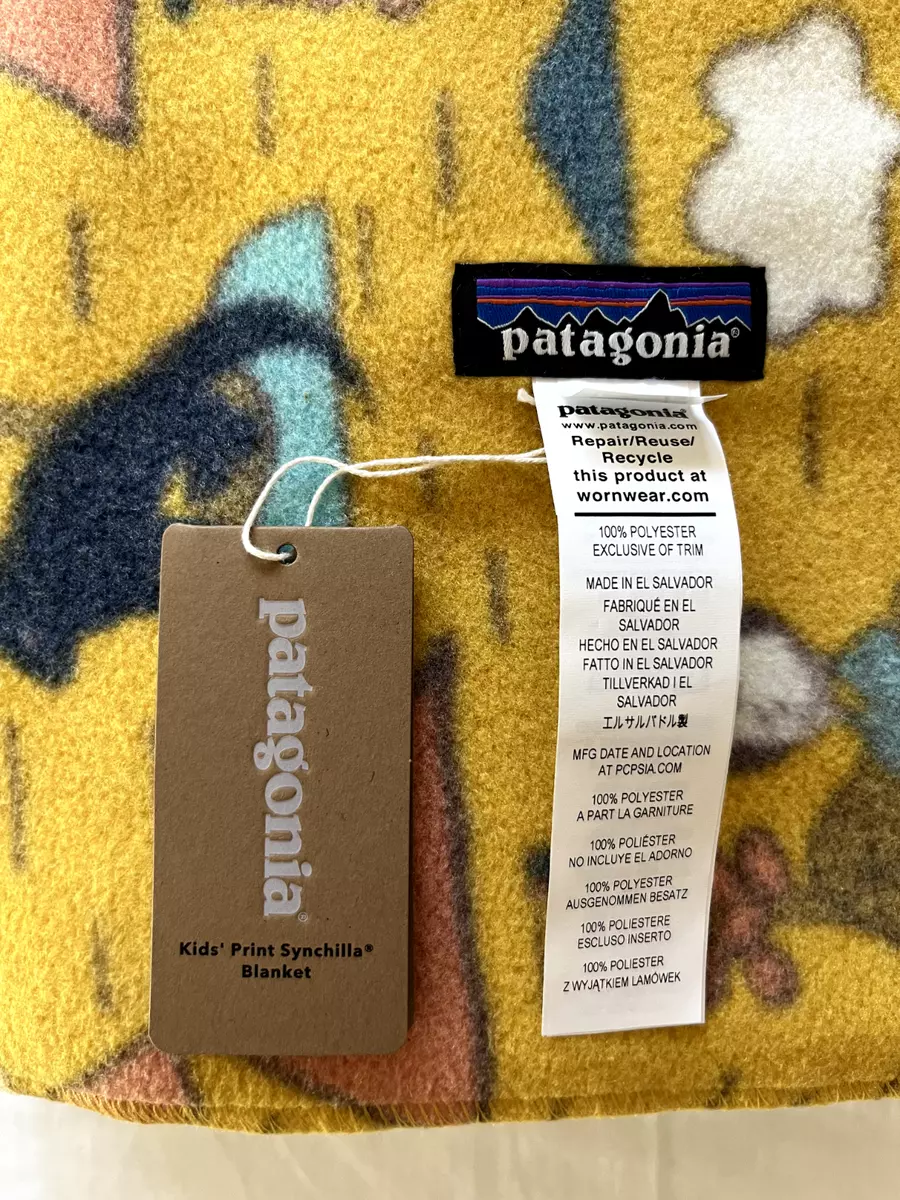 patagonia®
patagonia®
www.patagonia.com
Repair/Reuse/
Recycle
this product at
wornwear.com
100% POLYESTER
EXCLUSIVE OF TRIM
MADE IN EL SALVADOR
FABRIQUÉ EN EL
SALVADOR
HECHO EN EL SALVADOR
FATTO IN EL SALVADOR
TILLVERKAD I EL
SALVADOR
エルサルバドル製
MFG DATE AND LOCATION
AT PCPSIA.COM
100% POLYESTER
A PART LA GARNITURE
100% POLIÉSTER
NO INCLUYE EL ADORNO
100% POLYESTER
AUSGENOMMEN BESATZ
100% POLIESTERE
ESCLUSO INSERTO
100% POLIESTER
Z WYJĄTKIEM LAMÓWEK
patagonia®
Kids' Print Synchilla®
Blanket